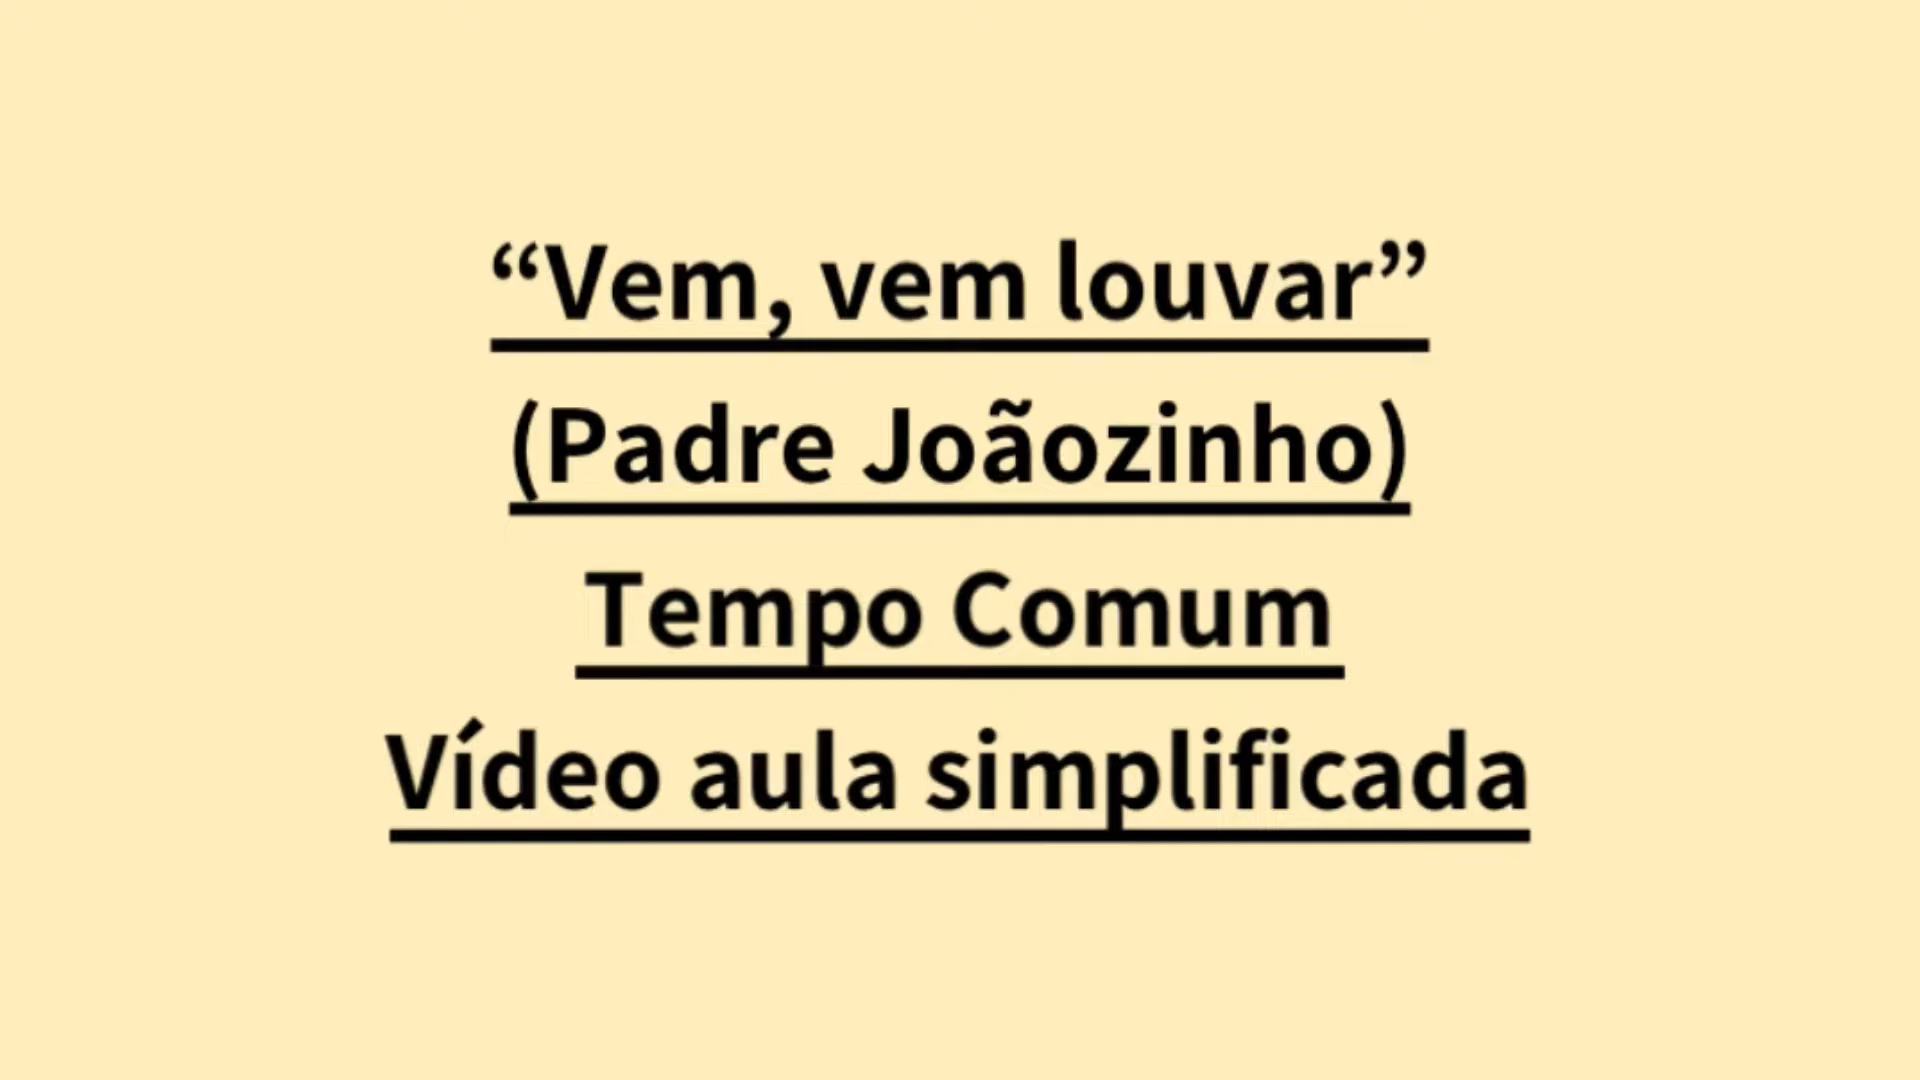 “Vem, vem louvar”
(Padre Joãozinho)
Tempo Comum
Vídeo aula simplificada